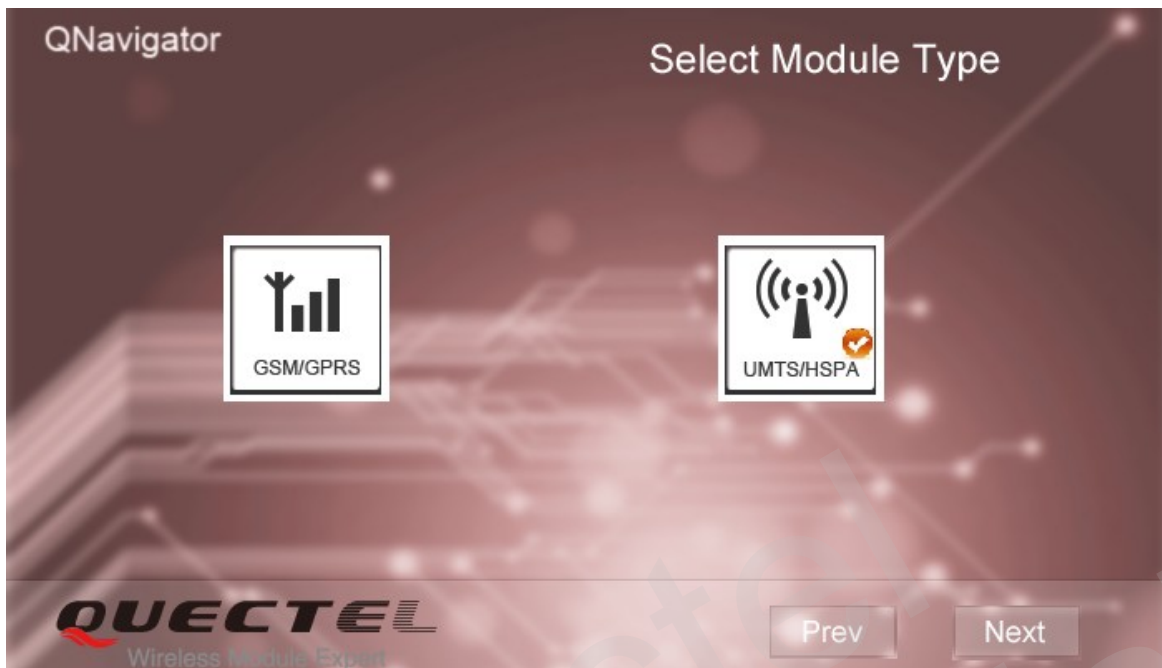 QNavigator
Select Module Type
GSM/GPRS
UMTS/HSPA
QUECTEL
Wireless Module Expert
Prev
Next